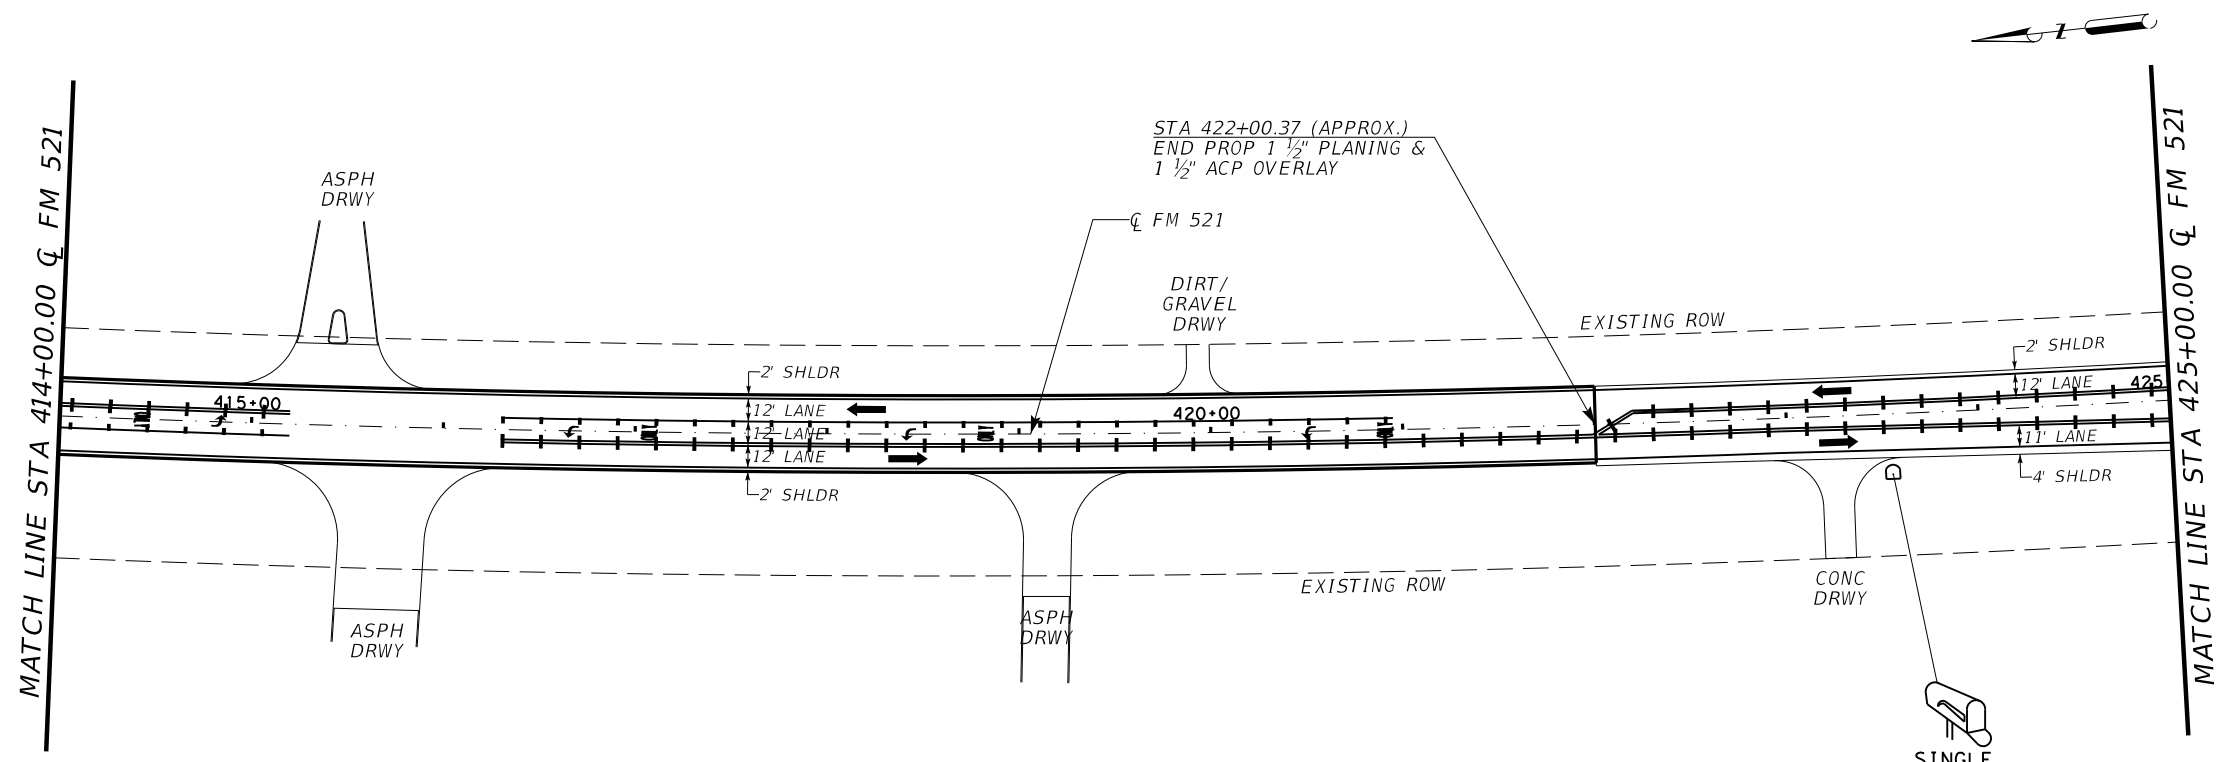 N
MATCH LINE STA 414+00.00 ℄ FM 521
STA 422+00.37 (APPROX.)
END PROP 1 ½" PLANING &
1 ½" ACP OVERLAY
ASPH
DRWY
℄ FM 521
DIRT/
GRAVEL
DRWY
EXISTING ROW
2' SHLDR
2' SHLDR
12' LANE
425
415+00
12' LANE
420+00
12' LANE
12' LANE
11' LANE
2' SHLDR
4' SHLDR
EXISTING ROW
CONC
DRWY
ASPH
DRWY
ASPH
DRWY
SINGLE
MATCH LINE STA 425+00.00 ℄ FM 521